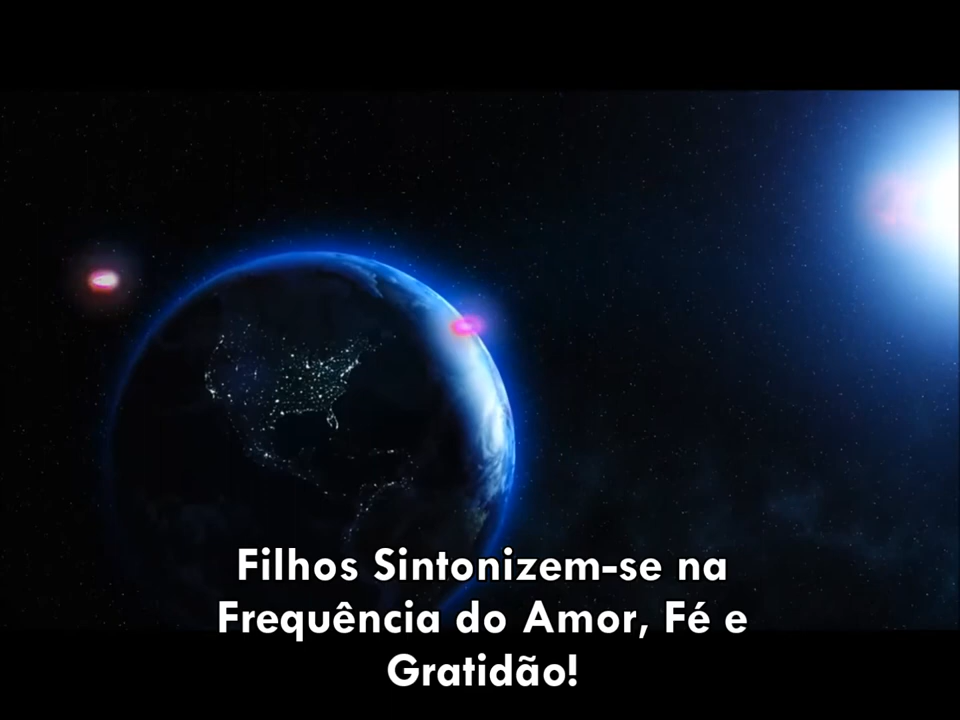 Filhos Sintonizem-se na
Frequência do Amor, Fé e
Gratidão!